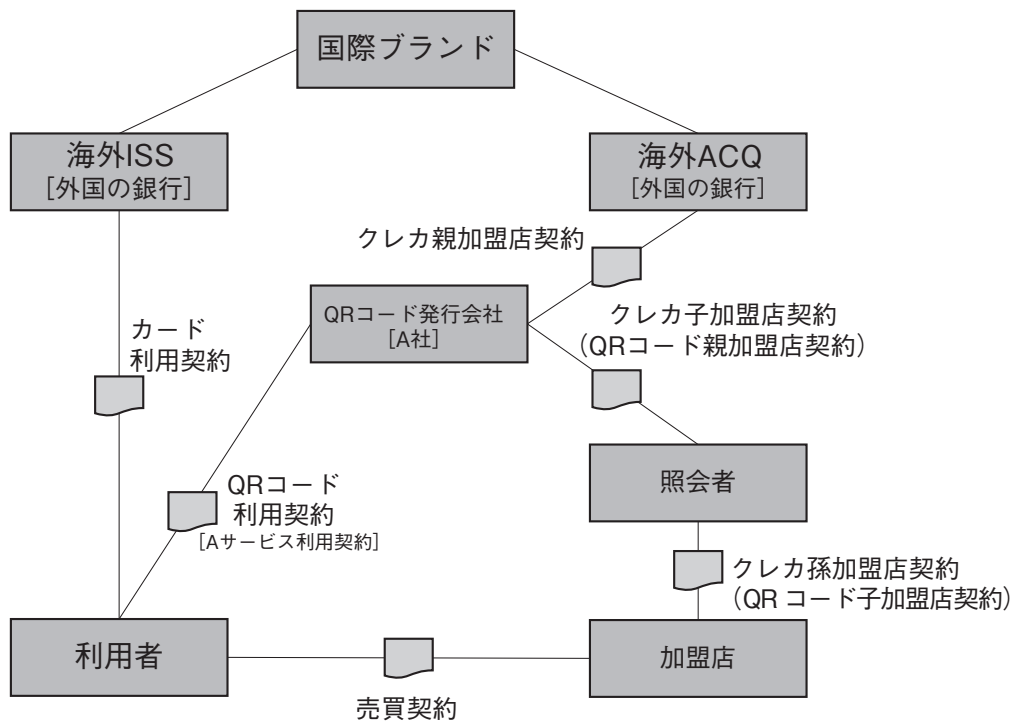 国際ブランド
海外ISS
［外国の銀行］
海外ACQ
［外国の銀行］
クレカ親加盟店契約
QRコード発行会社
［A社］
クレカ子加盟店契約
（QRコード親加盟店契約）
カード
利用契約
照会者
QRコード
利用契約
［Aサービス利用契約］
クレカ孫加盟店契約
（QR コード子加盟店契約）
利用者
加盟店
売買契約